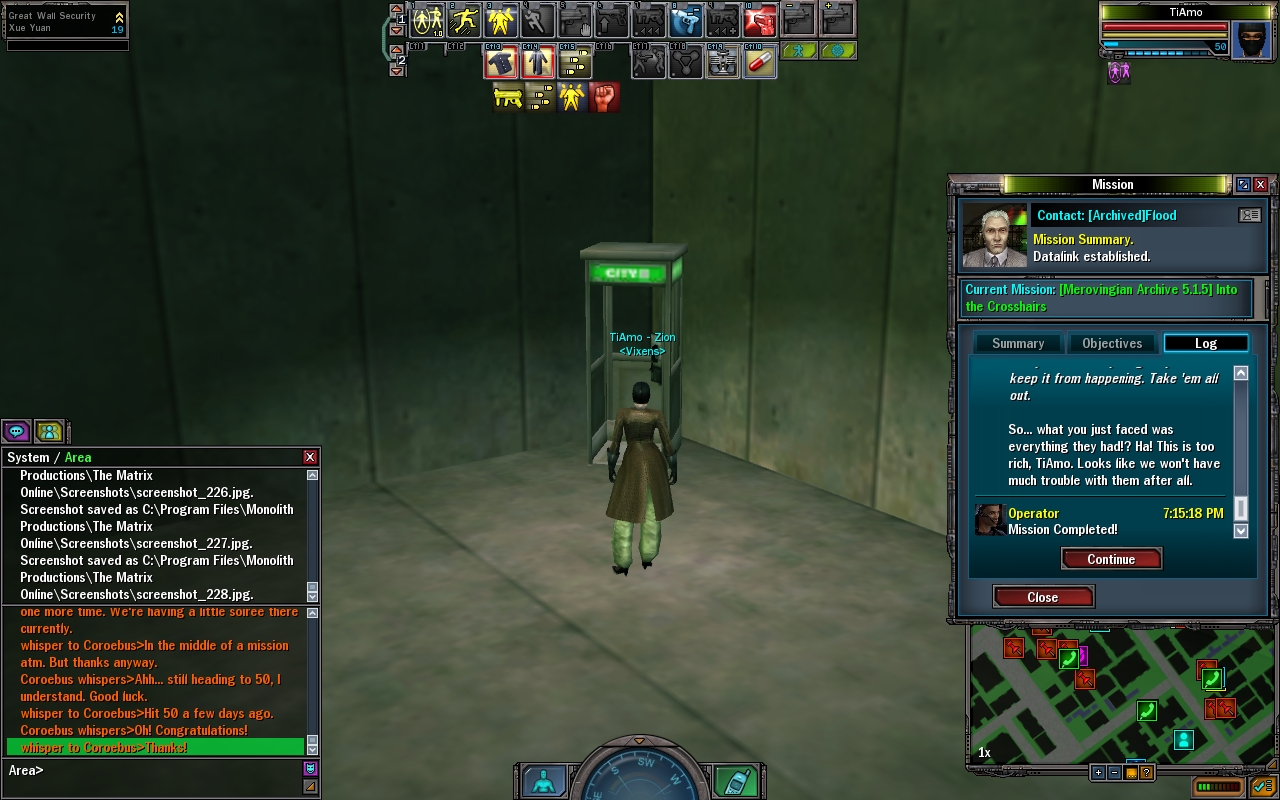 Great Wall Security
Xue Yuan
19
1
2
1.0
TiAmo
50
Mission
Contact: [Archived]Flood
Mission Summary.
Datalink established.
Current Mission: [Merovingian Archive 5.1.5] Into
the Crosshairs
Summary
Objectives
Log
keep it from happening. Take 'em all
out.
So... what you just faced was
everything they had!? Ha! This is too
rich, TiAmo. Looks like we won't have
much trouble with them after all.
Operator 7:15:18 PM
Mission Completed!
Continue
Close
CITY
TiAmo - Zion
<Vixens>
System / Area
Productions\The Matrix
Online\Screenshots\screenshot_226.jpg.
Screenshot saved as C:\Program Files\Monolith
Productions\The Matrix
Online\Screenshots\screenshot_227.jpg.
Screenshot saved as C:\Program Files\Monolith
Productions\The Matrix
Online\Screenshots\screenshot_228.jpg.
one more time. We're having a little soiree there
currently.
whisper to Coroebus>In the middle of a mission
atm. But thanks anyway.
Coroebus whispers>Ahh... still heading to 50, I
understand. Good luck.
whisper to Coroebus>Hit 50 a few days ago.
Coroebus whispers>Oh! Congratulations!
whisper to Coroebus>Thanks!
Area>
S
SW
W
1x